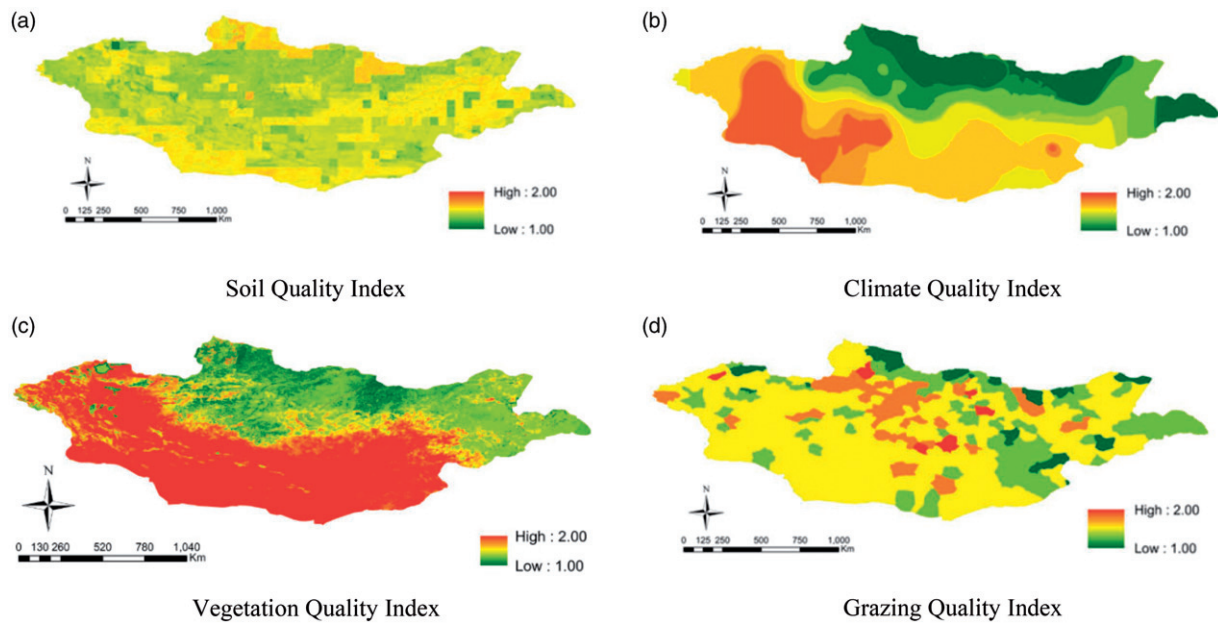 (a)
N
0 125 250 500 750 1,000
Km
High : 2.00
Low : 1.00
Soil Quality Index
(b)
N
0 125 250 500 750 1,000
Km
High : 2.00
Low : 1.00
Climate Quality Index
(c)
N
0 130 260 520 780 1,040
Km
High : 2.00
Low : 1.00
Vegetation Quality Index
(d)
N
0 125 250 500 750 1,000
Km
High : 2.00
Low : 1.00
Grazing Quality Index